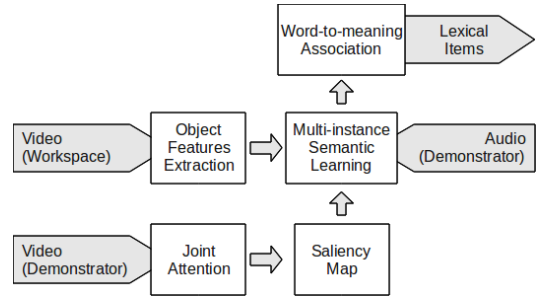 Word-to-meaning
Association
Lexical
Items
Video
(Workspace)
Object
Features
Extraction
Multi-instance
Semantic
Learning
Audio
(Demonstrator)
Video
(Demonstrator)
Joint
Attention
Saliency
Map